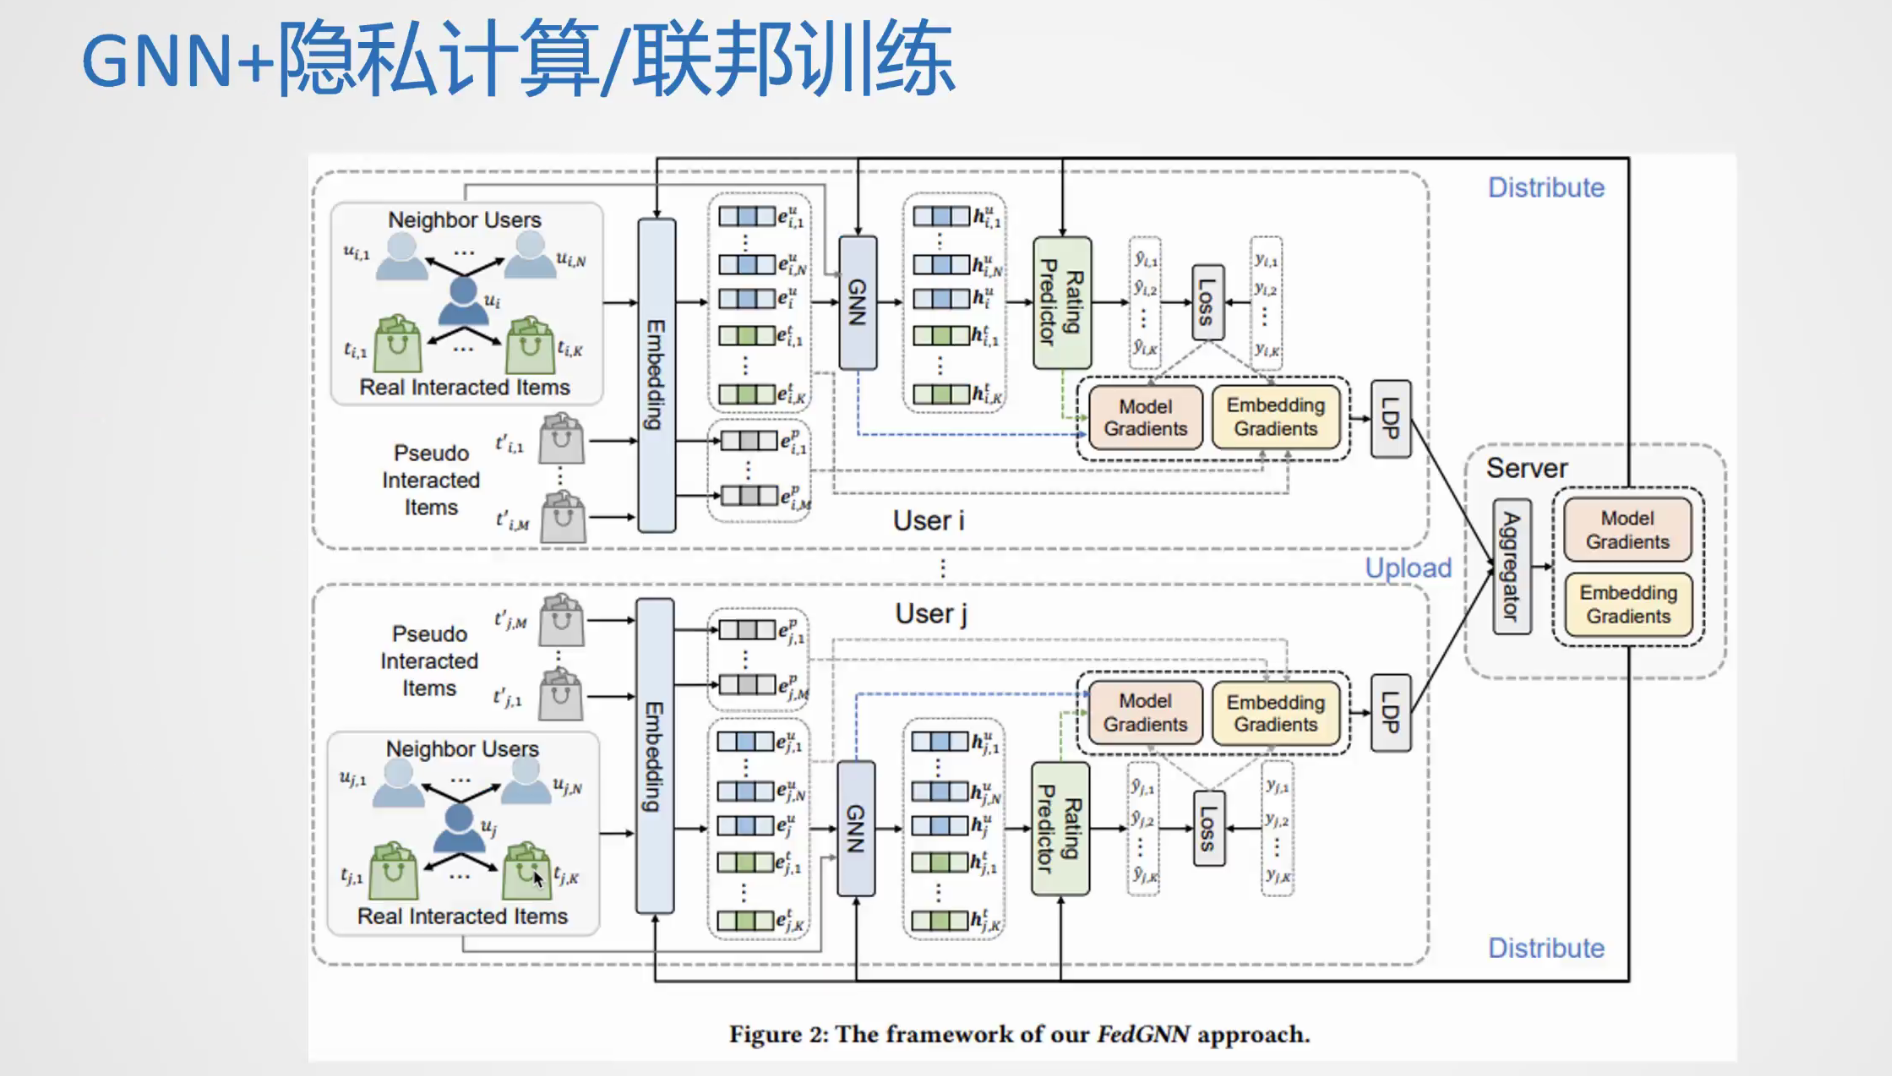 GNN+隐私计算/联邦训练
Distribute
Neighbor Users
u_{i,1} ... u_{i,N}
u_i
t_{i,1} ... t_{i,K}
Real Interacted Items
Pseudo
Interacted
Items
t'_{i,1}
⋮
t'_{i,M}
Embedding
e^u_{i,1}
⋮
e^u_{i,N}
e^u_i
e^t_{i,1}
⋮
e^t_{i,K}
e^p_{i,1}
⋮
e^p_{i,M}
GNN
h^u_{i,1}
⋮
h^u_{i,N}
h^u_i
h^t_{i,1}
⋮
h^t_{i,K}
Rating
Predictor
ŷ_{i,1}
ŷ_{i,2}
⋮
ŷ_{i,K}
Loss
y_{i,1}
y_{i,2}
⋮
y_{i,K}
Model
Gradients
Embedding
Gradients
LDP
User i
⋮
Upload
Server
Aggregator
Model
Gradients
Embedding
Gradients
User j
Pseudo
Interacted
Items
t'_{j,M}
⋮
t'_{j,1}
Neighbor Users
u_{j,1} ... u_{j,N}
u_j
t_{j,1} ... t_{j,K}
Real Interacted Items
Embedding
e^p_{j,1}
⋮
e^p_{j,M}
e^u_{j,1}
⋮
e^u_{j,N}
e^u_j
e^t_{j,1}
⋮
e^t_{j,K}
GNN
h^u_{j,1}
⋮
h^u_{j,N}
h^u_j
h^t_{j,1}
⋮
h^t_{j,K}
Rating
Predictor
ŷ_{j,1}
ŷ_{j,2}
⋮
ŷ_{j,K}
Loss
y_{j,1}
y_{j,2}
⋮
y_{j,K}
Model
Gradients
Embedding
Gradients
LDP
Distribute
Figure 2: The framework of our FedGNN approach.